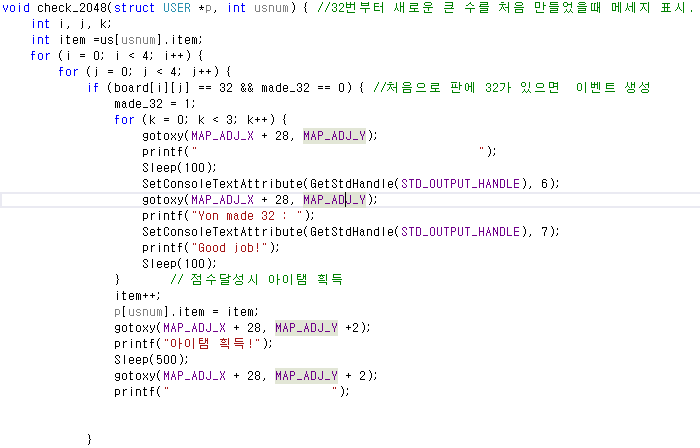 void check_2048(struct USER *p, int usnum) { //32번부터 새로운 큰 수를 처음 만들었을때 메세지 표시.
    int i, j, k;
    int item =us[usnum].item;
    for (i = 0; i < 4; i++) {
        for (j = 0; j < 4; j++) {
            if (board[i][j] == 32 && made_32 == 0) { //처음으로 판에 32가 있으면  이벤트 생성
                made_32 = 1;
                for (k = 0; k < 3; k++) {
                    gotoxy(MAP_ADJ_X + 28, MAP_ADJ_Y);
                    printf("                                        ");
                    Sleep(100);
                    SetConsoleTextAttribute(GetStdHandle(STD_OUTPUT_HANDLE), 6);
                    gotoxy(MAP_ADJ_X + 28, MAP_ADJ_Y);
                    printf("Yon made 32 : ");
                    SetConsoleTextAttribute(GetStdHandle(STD_OUTPUT_HANDLE), 7);
                    printf("Good job!");
                    Sleep(100);
                }       // 점수달성시 아이탬 획득
                item++;
                p[usnum].item = item;
                gotoxy(MAP_ADJ_X + 28, MAP_ADJ_Y +2);
                printf("아이탬 획득!");
                Sleep(500);
                gotoxy(MAP_ADJ_X + 28, MAP_ADJ_Y + 2);
                printf("                       ");
            }